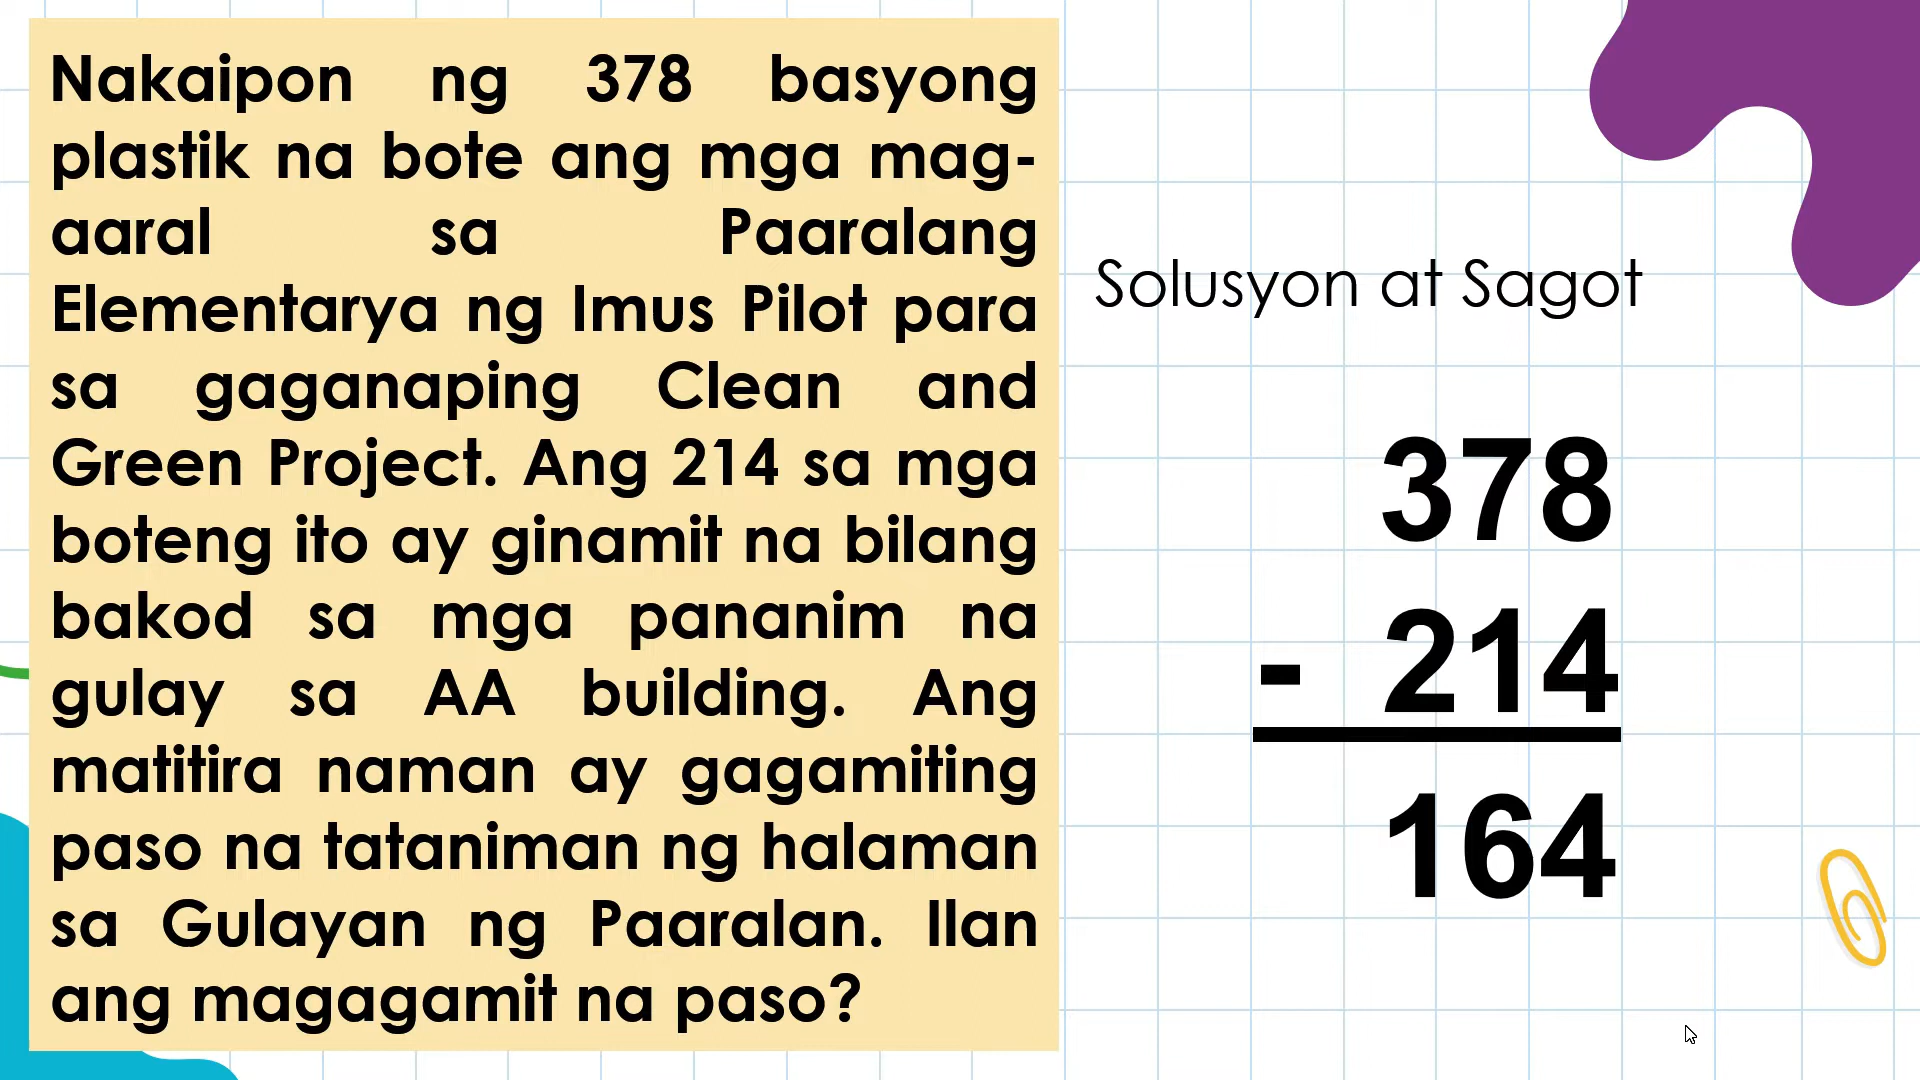 Nakaipon ng 378 basyong
plastik na bote ang mga mag-
aaral sa Paaralang
Elementarya ng Imus Pilot para
sa gaganaping Clean and
Green Project. Ang 214 sa mga
boteng ito ay ginamit na bilang
bakod sa mga pananim na
gulay sa AA building. Ang
matitira naman ay gagamiting
paso na tataniman ng halaman
sa Gulayan ng Paaralan. Ilan
ang magagamit na paso?
Solusyon at Sagot
378
- 214
164